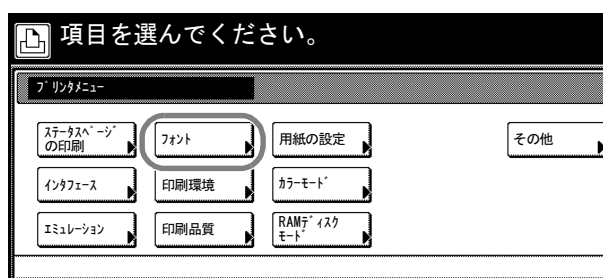 項目を選んでください。
ﾌﾟﾘﾝﾀﾒﾆｭｰ
ｽﾃｰﾀｽﾍﾟｰｼﾞ
の印刷
ﾌｫﾝﾄ
用紙の設定
その他
ｲﾝﾀﾌｪｰｽ
印刷環境
ｶﾗｰﾓｰﾄﾞ
ｴﾐｭﾚｰｼｮﾝ
印刷品質
RAMﾃﾞｨｽｸ
ﾓｰﾄﾞ